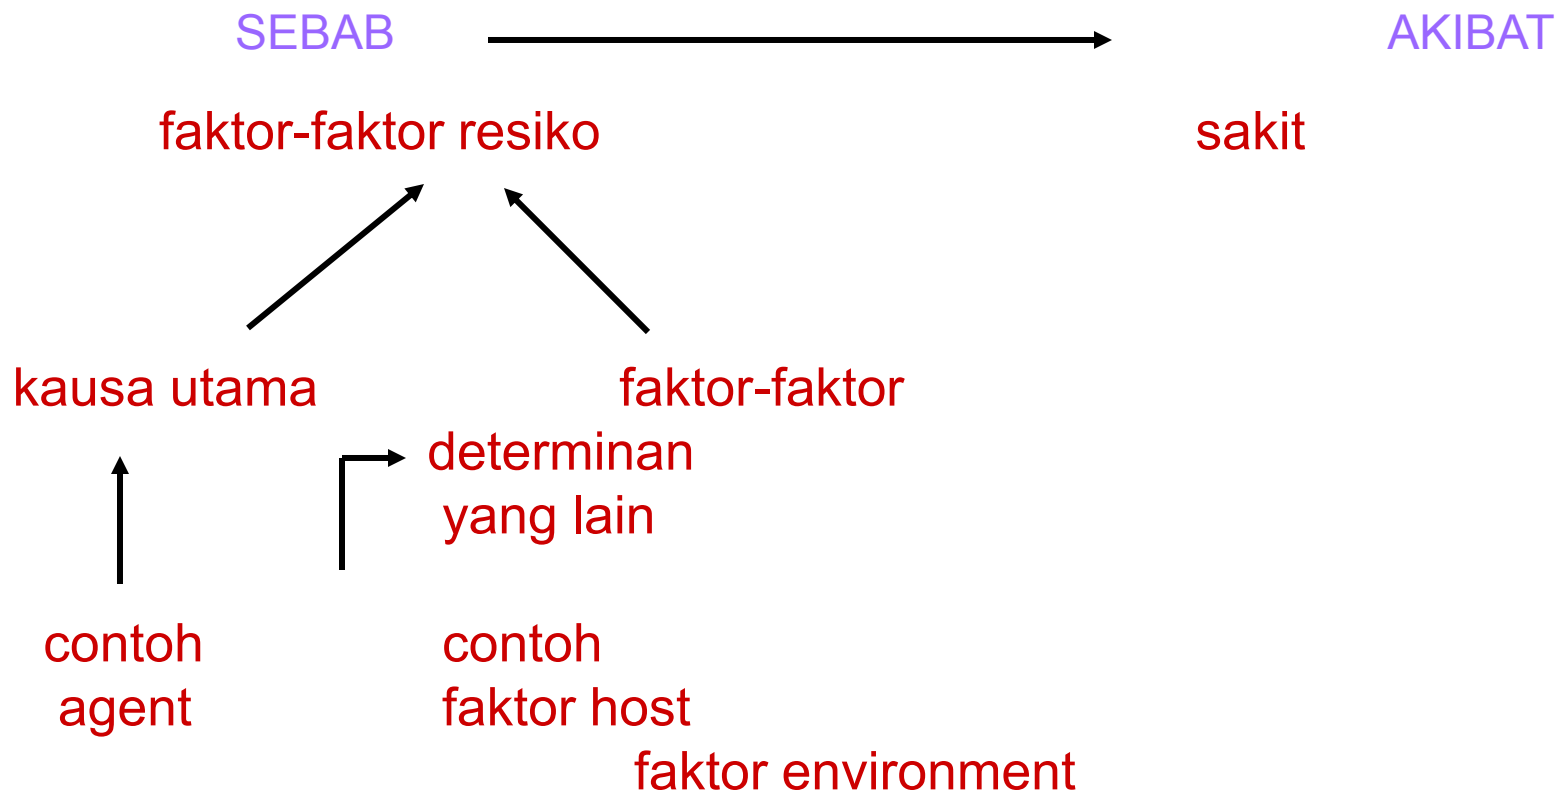 SEBAB AKIBAT
faktor-faktor resiko sakit
kausa utama faktor-faktor
determinan
yang lain
contoh contoh
agent faktor host
faktor environment